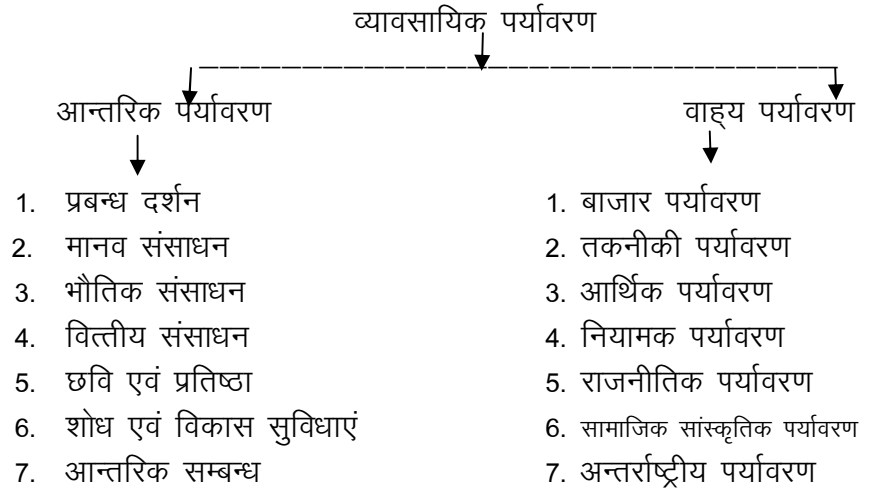 व्यावसायिक पर्यावरण
आन्तरिक पर्यावरण
1. प्रबन्ध दर्शन
2. मानव संसाधन
3. भौतिक संसाधन
4. वित्तीय संसाधन
5. छवि एवं प्रतिष्ठा
6. शोध एवं विकास सुविधाएं
7. आन्तरिक सम्बन्ध
वाह्य पर्यावरण
1. बाजार पर्यावरण
2. तकनीकी पर्यावरण
3. आर्थिक पर्यावरण
4. नियामक पर्यावरण
5. राजनीतिक पर्यावरण
6. सामाजिक सांस्कृतिक पर्यावरण
7. अन्तर्राष्ट्रीय पर्यावरण